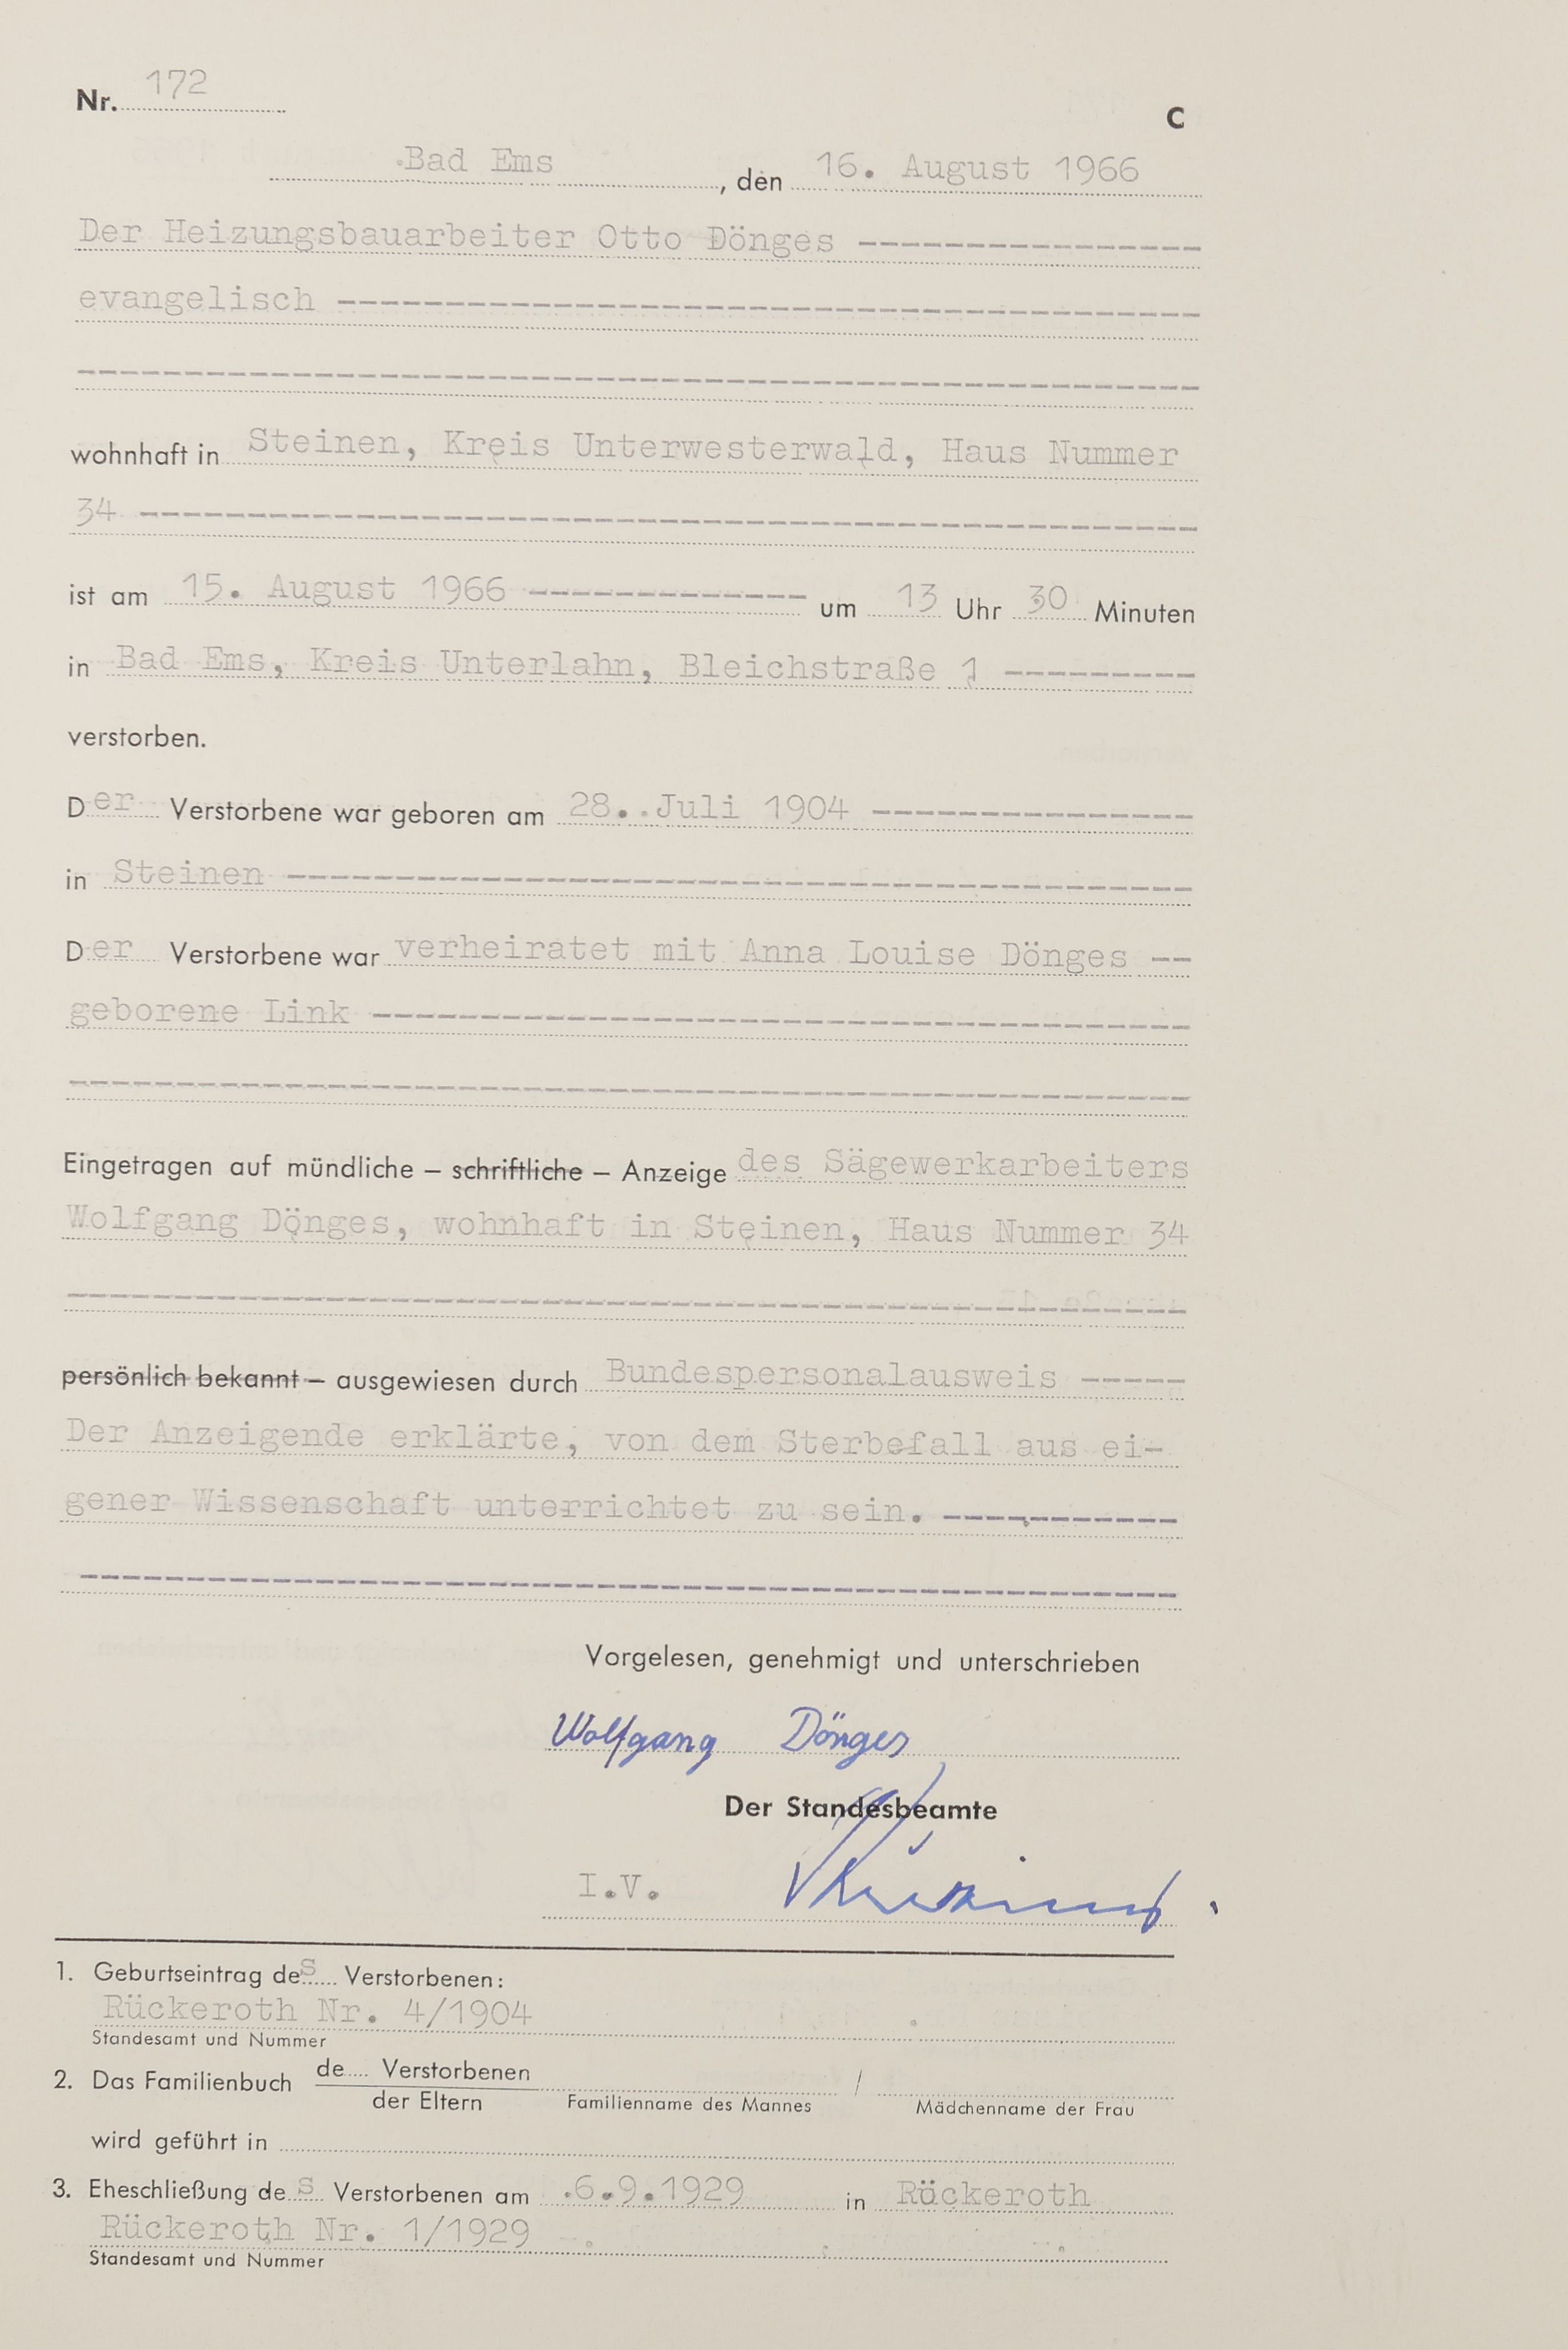 Nr. 172
C
Bad Ems, den 16. August 1966
Der Heizungsbauarbeiter Otto Dönges
evangelisch
wohnhaft in Steinen, Kreis Unterwesterwald, Haus Nummer
34
ist am 15. August 1966 um 13 Uhr 30 Minuten
in Bad Ems, Kreis Unterlahn, Bleichstraße 1
verstorben.
Der Verstorbene war geboren am 28. Juli 1904
in Steinen
Der Verstorbene war verheiratet mit Anna Louise Dönges
geborene Link
Eingetragen auf mündliche – schriftliche – Anzeige des Sägewerkarbeiters
Wolfgang Dönges, wohnhaft in Steinen, Haus Nummer 34
persönlich bekannt – ausgewiesen durch Bundespersonalausweis
Der Anzeigende erklärte, von dem Sterbefall aus ei-
gener Wissenschaft unterrichtet zu sein.
Vorgelesen, genehmigt und unterschrieben
Wolfgang Dönges
Der Standesbeamte
I.V.
1. Geburtseintrag des Verstorbenen:
Rückeroth Nr. 4/1904
Standesamt und Nummer
2. Das Familienbuch de.... Verstorbenen /
der Eltern Familienname des Mannes Mädchenname der Frau
wird geführt in
3. Eheschließung des Verstorbenen am 6.9.1929 in Rückeroth
Rückeroth Nr. 1/1929
Standesamt und Nummer